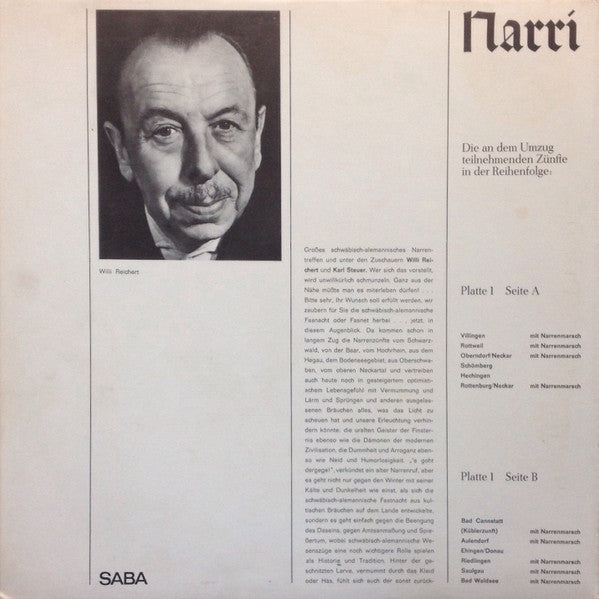 Narri
Willi Reichert
Großes schwäbisch-alemannisches Narren-
treffen und unter den Zuschauern Willi Rei-
chert und Karl Steuer. Wer sich das vorstellt,
wird unwillkürlich schmunzeln. Ganz aus der
Nähe müßte man es miterleben dürfen! . . .
Bitte sehr, Ihr Wunsch soll erfüllt werden, wir
zaubern für Sie die schwäbisch-alemannische
Fasnacht oder Fasnet herbei . . . , jetzt, in
diesem Augenblick. Da kommen schon in
langem Zug die Narrenzünfte vom Schwarz-
wald, von der Baar, vom Hochrhein, aus dem
Hegau, dem Bodenseegebiet, aus Oberschwa-
ben, vom oberen Neckartal und vertreiben
auch heute noch in gesteigertem optimisti-
schem Lebensgefühl mit Vermummung und
Lärm und Sprüngen und anderen ausgelas-
senen Bräuchen alles, was das Licht zu
scheuen hat und unsere Erleuchtung verhin-
dern könnte, die uralten Geister der Finster-
nis ebenso wie die Dämonen der modernen
Zivilisation, die Dummheit und Arroganz eben-
so wie Neid und Humorlosigkeit. „'s goht
dergege!", verkündet ein alter Narrenruf, aber
es geht nicht nur gegen den Winter mit seiner
Kälte und Dunkelheit wie einst, als sich die
schwäbisch-alemannische Fastnacht aus kul-
tischen Bräuchen auf dem Lande entwickelte,
sondern es geht einfach gegen die Beengung
des Daseins, gegen Amtsanmaßung und Spie-
ßertum, wobei schwäbisch-alemannische We-
senszüge eine noch wichtigere Rolle spielen
als Historie und Tradition. Hinter der ge-
schnitzten Larve, vermummt durch das Kleid
oder Häs, fühlt sich auch der sonst zurück-
Die an dem Umzug
teilnehmenden Zünfte
in der Reihenfolge:
Platte 1 Seite A
Villingen mit Narrenmarsch
Rottweil mit Narrenmarsch
Oberndorf/Neckar mit Narrenmarsch
Schömberg
Hechingen
Rottenburg/Neckar mit Narrenmarsch
Platte 1 Seite B
Bad Cannstatt
(Küblerzunft) mit Narrenmarsch
Aulendorf mit Narrenmarsch
Ehingen/Donau
Riedlingen mit Narrenmarsch
Saulgau mit Narrenmarsch
Bad Waldsee mit Narrenmarsch
SABA